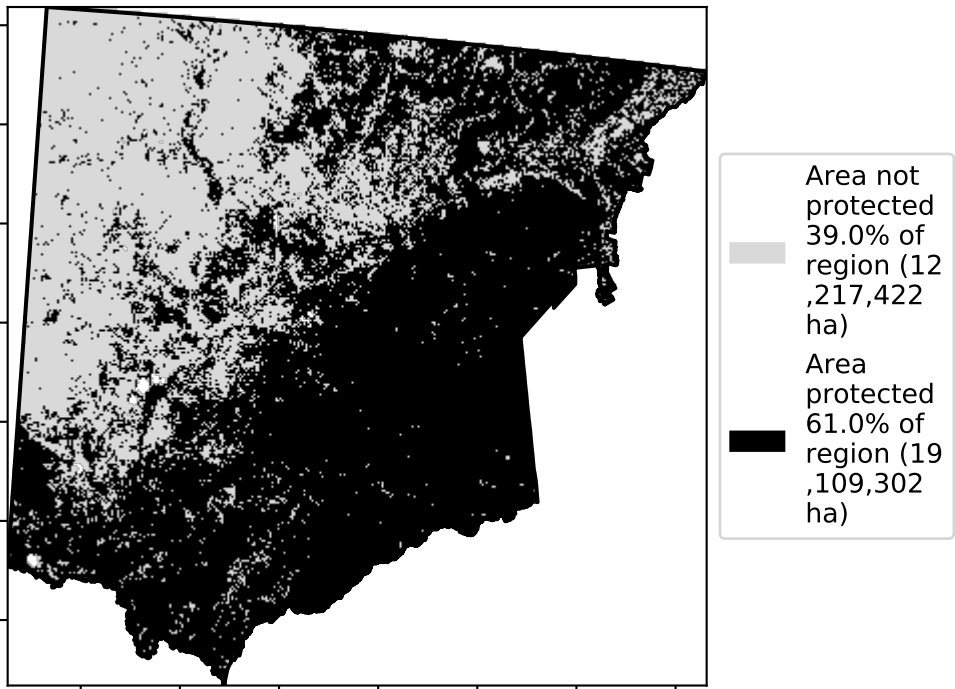 Area not
protected
39.0% of
region (12
,217,422
ha)
Area
protected
61.0% of
region (19
,109,302
ha)